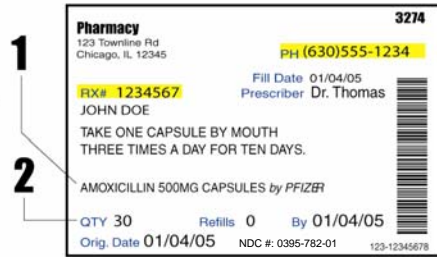 3274
Pharmacy
123 Townline Rd
Chicago, IL 12345
PH (630)555-1234
1
Fill Date 01/04/05
RX# 1234567
Prescriber Dr. Thomas
JOHN DOE
TAKE ONE CAPSULE BY MOUTH
THREE TIMES A DAY FOR TEN DAYS.
2
AMOXICILLIN 500MG CAPSULES by PFIZER
QTY 30 Refills 0 By 01/04/05
Orig. Date 01/04/05 NDC #: 0395-782-01
123-12345678